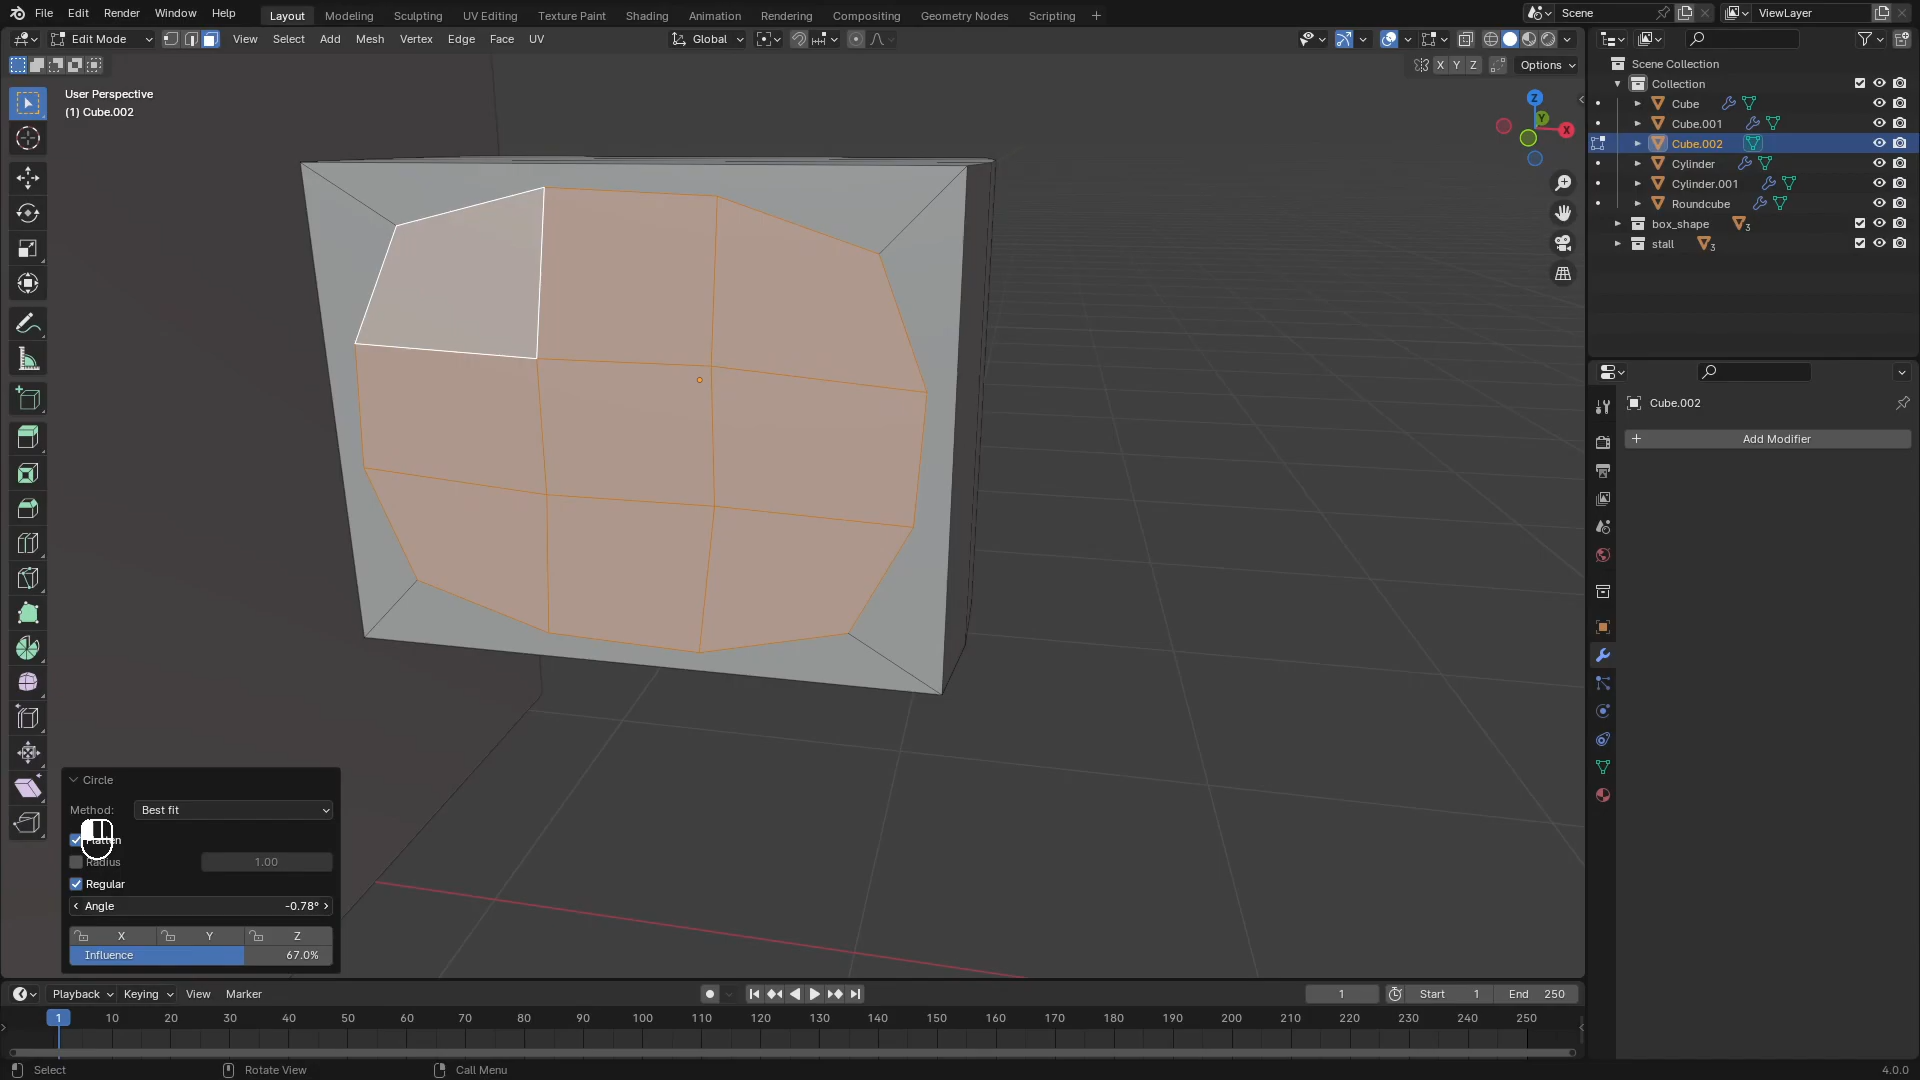 File Edit Render Window Help
Layout Modeling Sculpting UV Editing Texture Paint Shading Animation Rendering Compositing Geometry Nodes Scripting +
Scene
ViewLayer
Edit Mode
View Select Add Mesh Vertex Edge Face UV
Global
X Y Z
Options
User Perspective
(1) Cube.002
Z
Y
X
Scene Collection
Collection
Cube
Cube.001
Cube.002
Cylinder
Cylinder.001
Roundcube
box_shape 3
stall 3
Cube.002
+ Add Modifier
Circle
Method: Best fit
Flatten
Radius 1.00
Regular
Angle -0.78°
X Y Z
Influence 67.0%
Playback Keying View Marker
1
Start 1
End 250
1 10 20 30 40 50 60 70 80 90 100 110 120 130 140 150 160 170 180 190 200 210 220 230 240 250
Select
Rotate View
Call Menu
4.0.0